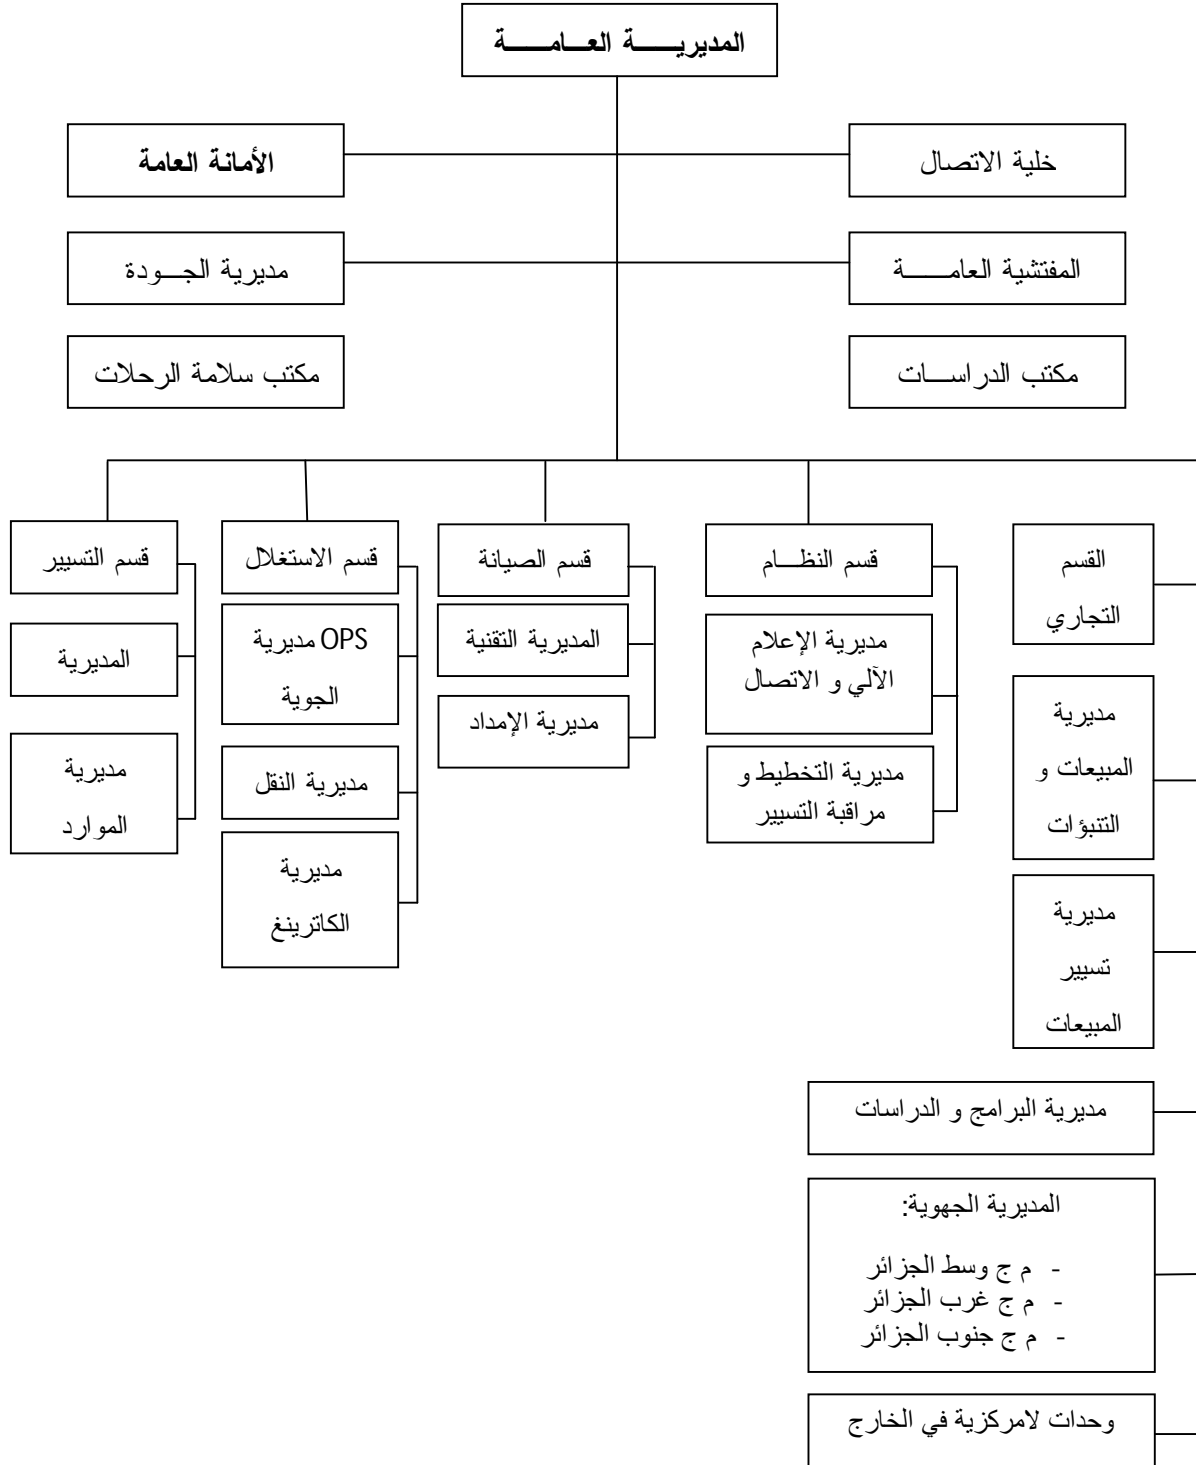 المديريـــــة العـــامـــــة
خلية الاتصال
الأمانة العامة
المفتشية العامـــــة
مديرية الجـــودة
مكتب الدراســـات
مكتب سلامة الرحلات
القسم
التجاري
قسم النظـــام
قسم الصيانة
قسم الاستغلال
قسم التسيير
مديرية
المبيعات و
التنبؤات
مديرية
تسيير
المبيعات
مديرية الإعلام
الآلي و الاتصال
مديرية التخطيط و
مراقبة التسيير
المديرية التقنية
مديرية الإمداد
OPS مديرية
الجوية
مديرية النقل
مديرية
الكاترينغ
المديرية
مديرية
الموارد
مديرية البرامج و الدراسات
المديرية الجهوية:
- م ج وسط الجزائر
- م ج غرب الجزائر
- م ج جنوب الجزائر
وحدات لامركزية في الخارج